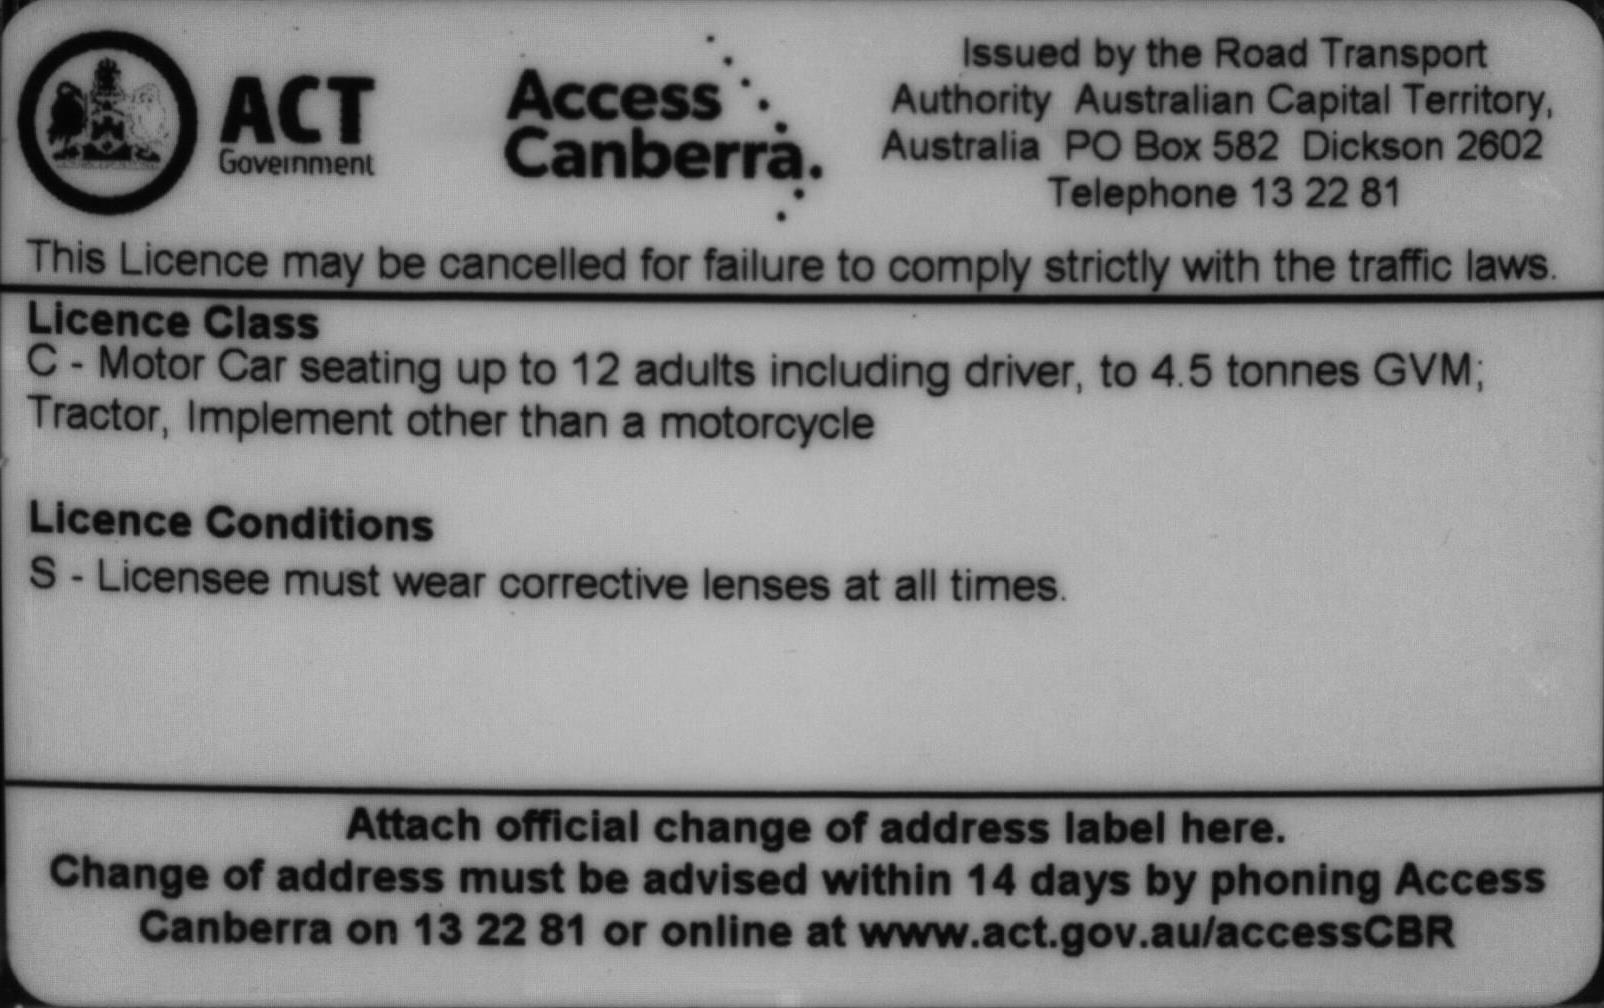 ACT
Government
Access
Canberra.
Issued by the Road Transport
Authority Australian Capital Territory,
Australia PO Box 582 Dickson 2602
Telephone 13 22 81
This Licence may be cancelled for failure to comply strictly with the traffic laws.
Licence Class
C - Motor Car seating up to 12 adults including driver, to 4.5 tonnes GVM;
Tractor, Implement other than a motorcycle
Licence Conditions
S - Licensee must wear corrective lenses at all times.
Attach official change of address label here.
Change of address must be advised within 14 days by phoning Access
Canberra on 13 22 81 or online at www.act.gov.au/accessCBR